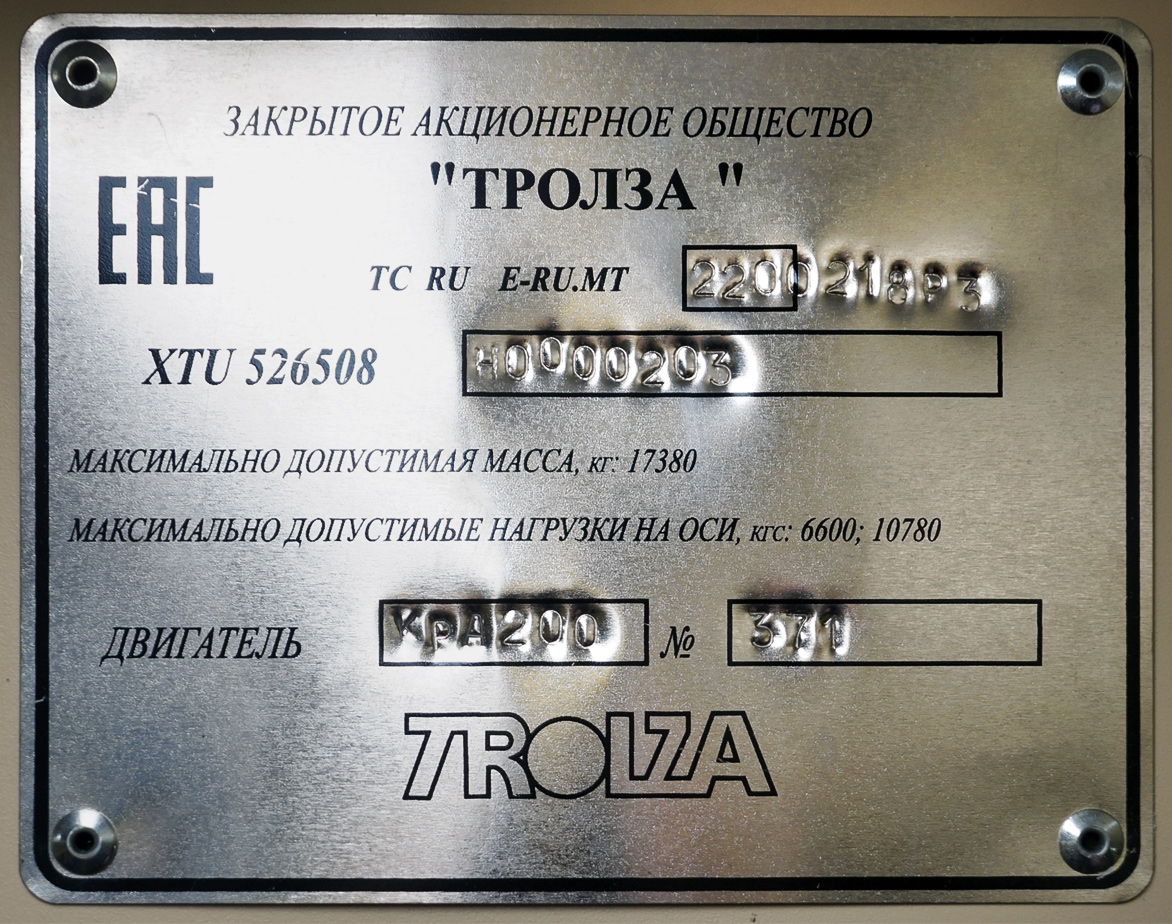 ЗАКРЫТОЕ АКЦИОНЕРНОЕ ОБЩЕСТВО
"ТРОЛЗА "
ЕАС
ТС RU E-RU.MT 22000218Р3
XTU 526508 H0000203
МАКСИМАЛЬНО ДОПУСТИМАЯ МАССА, кг: 17380
МАКСИМАЛЬНО ДОПУСТИМЫЕ НАГРУЗКИ НА ОСИ, кгс: 6600; 10780
ДВИГАТЕЛЬ КРА200 № 371
TROLZA